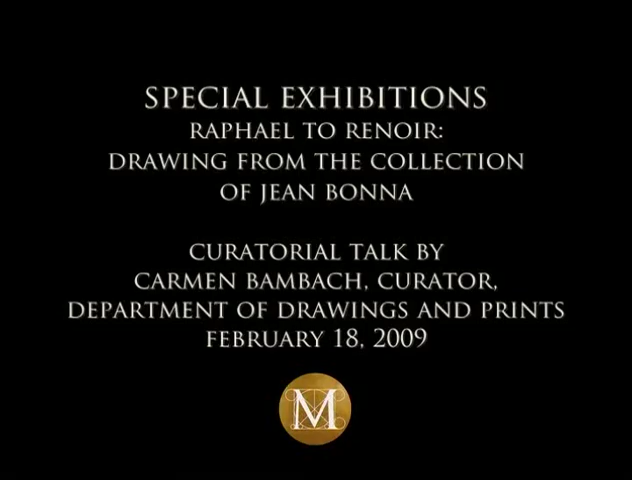 SPECIAL EXHIBITIONS
RAPHAEL TO RENOIR:
DRAWING FROM THE COLLECTION
OF JEAN BONNA
CURATORIAL TALK BY
CARMEN BAMBACH, CURATOR,
DEPARTMENT OF DRAWINGS AND PRINTS
FEBRUARY 18, 2009
M